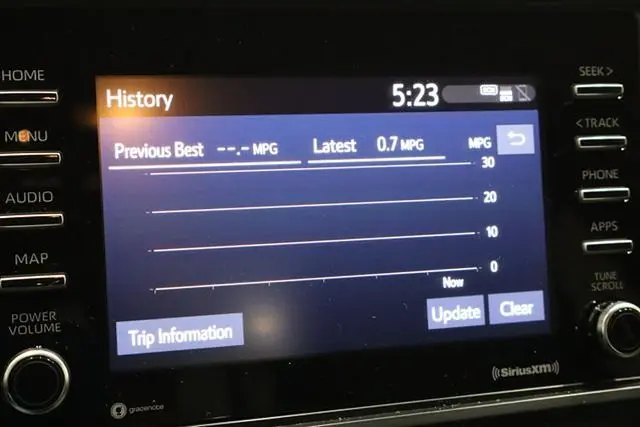 HOME
MENU
AUDIO
MAP
POWER
VOLUME
History
5:23
Previous Best --.- MPG
Latest 0.7 MPG
MPG
30
20
10
0
Now
Trip Information
Update
Clear
gracenote
SiriusXM
SEEK >
< TRACK
PHONE
APPS
TUNE
SCROLL